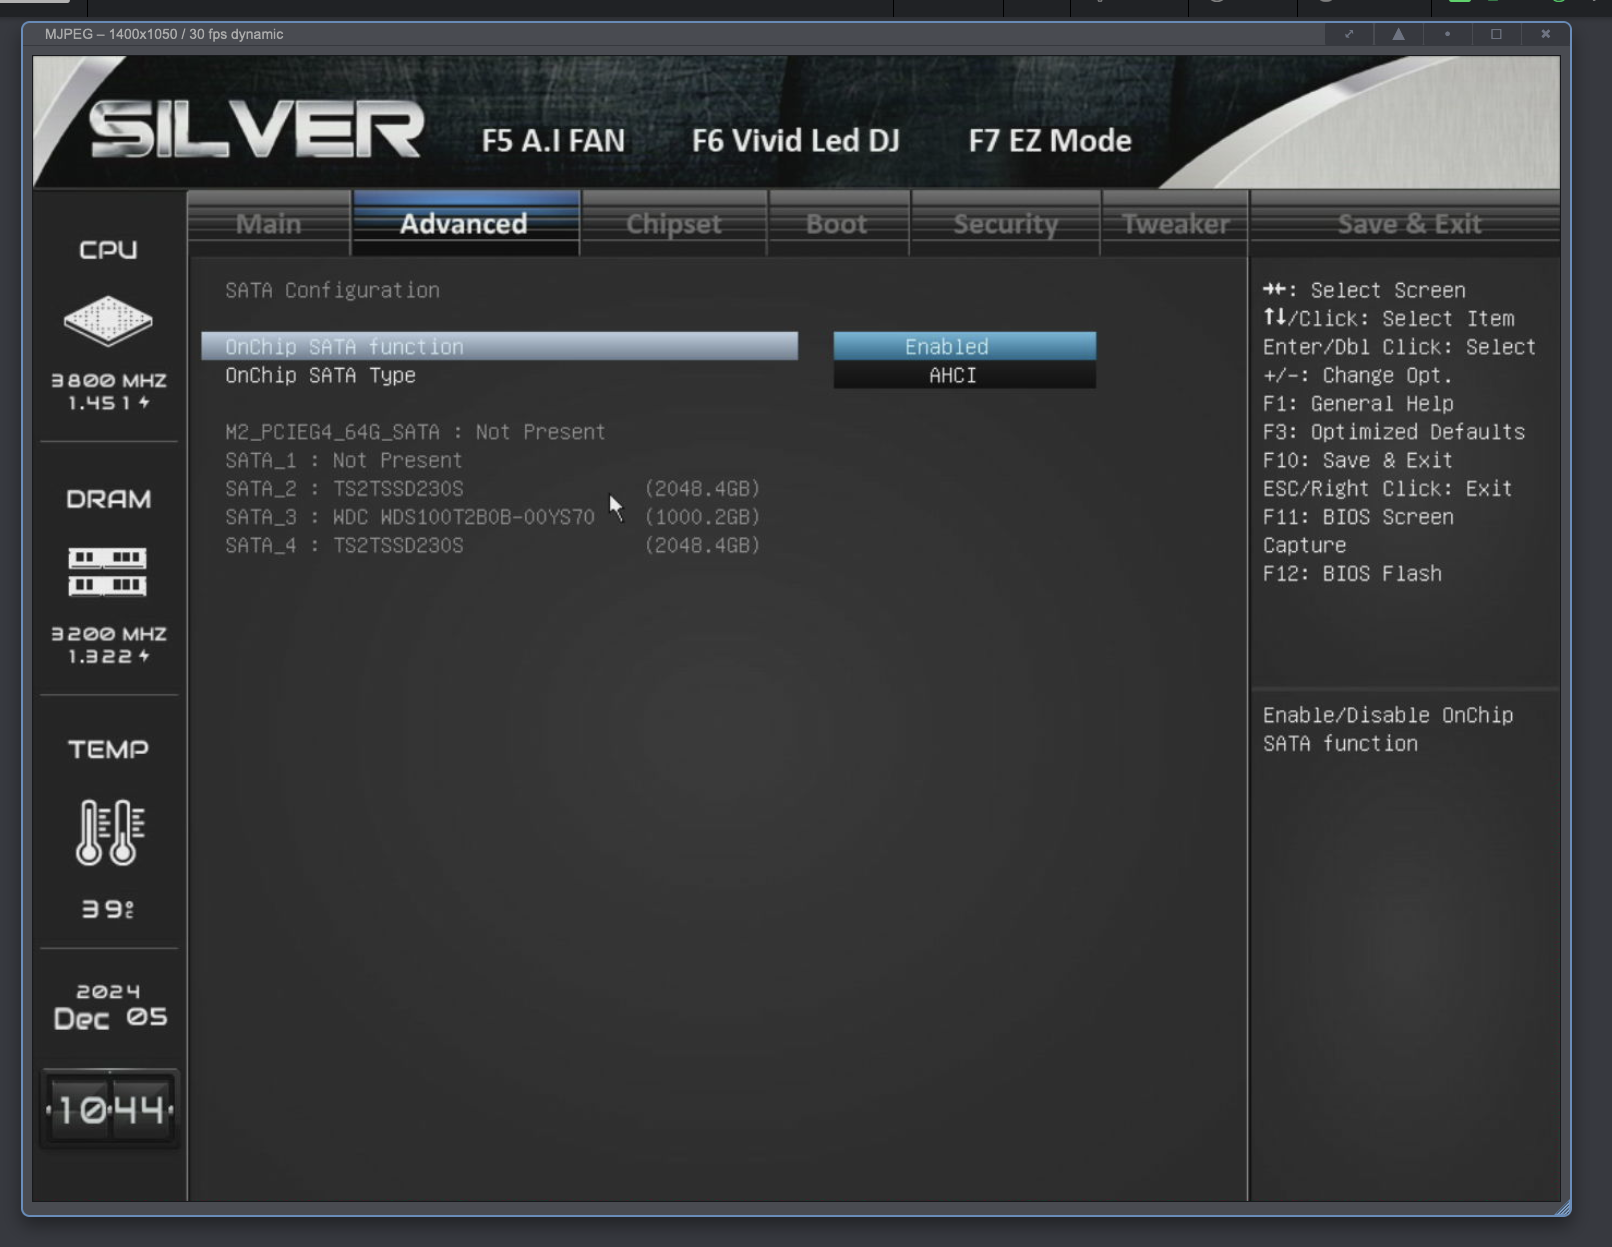 MJPEG – 1400x1050 / 30 fps dynamic
SILVER
F5 A.I FAN
F6 Vivid Led DJ
F7 EZ Mode
Main
Advanced
Chipset
Boot
Security
Tweaker
Save & Exit
CPU
3800 MHZ
1.451
DRAM
3200 MHZ
1.322
TEMP
39°C
2024
Dec 05
10:44
SATA Configuration
OnChip SATA function Enabled
OnChip SATA Type AHCI
M2_PCIEG4_64G_SATA : Not Present
SATA_1 : Not Present
SATA_2 : TS2TSSD230S (2048.4GB)
SATA_3 : WDC WDS100T2B0B-00YS70 (1000.2GB)
SATA_4 : TS2TSSD230S (2048.4GB)
→←: Select Screen
↑↓/Click: Select Item
Enter/Dbl Click: Select
+/-: Change Opt.
F1: General Help
F3: Optimized Defaults
F10: Save & Exit
ESC/Right Click: Exit
F11: BIOS Screen
Capture
F12: BIOS Flash
Enable/Disable OnChip
SATA function